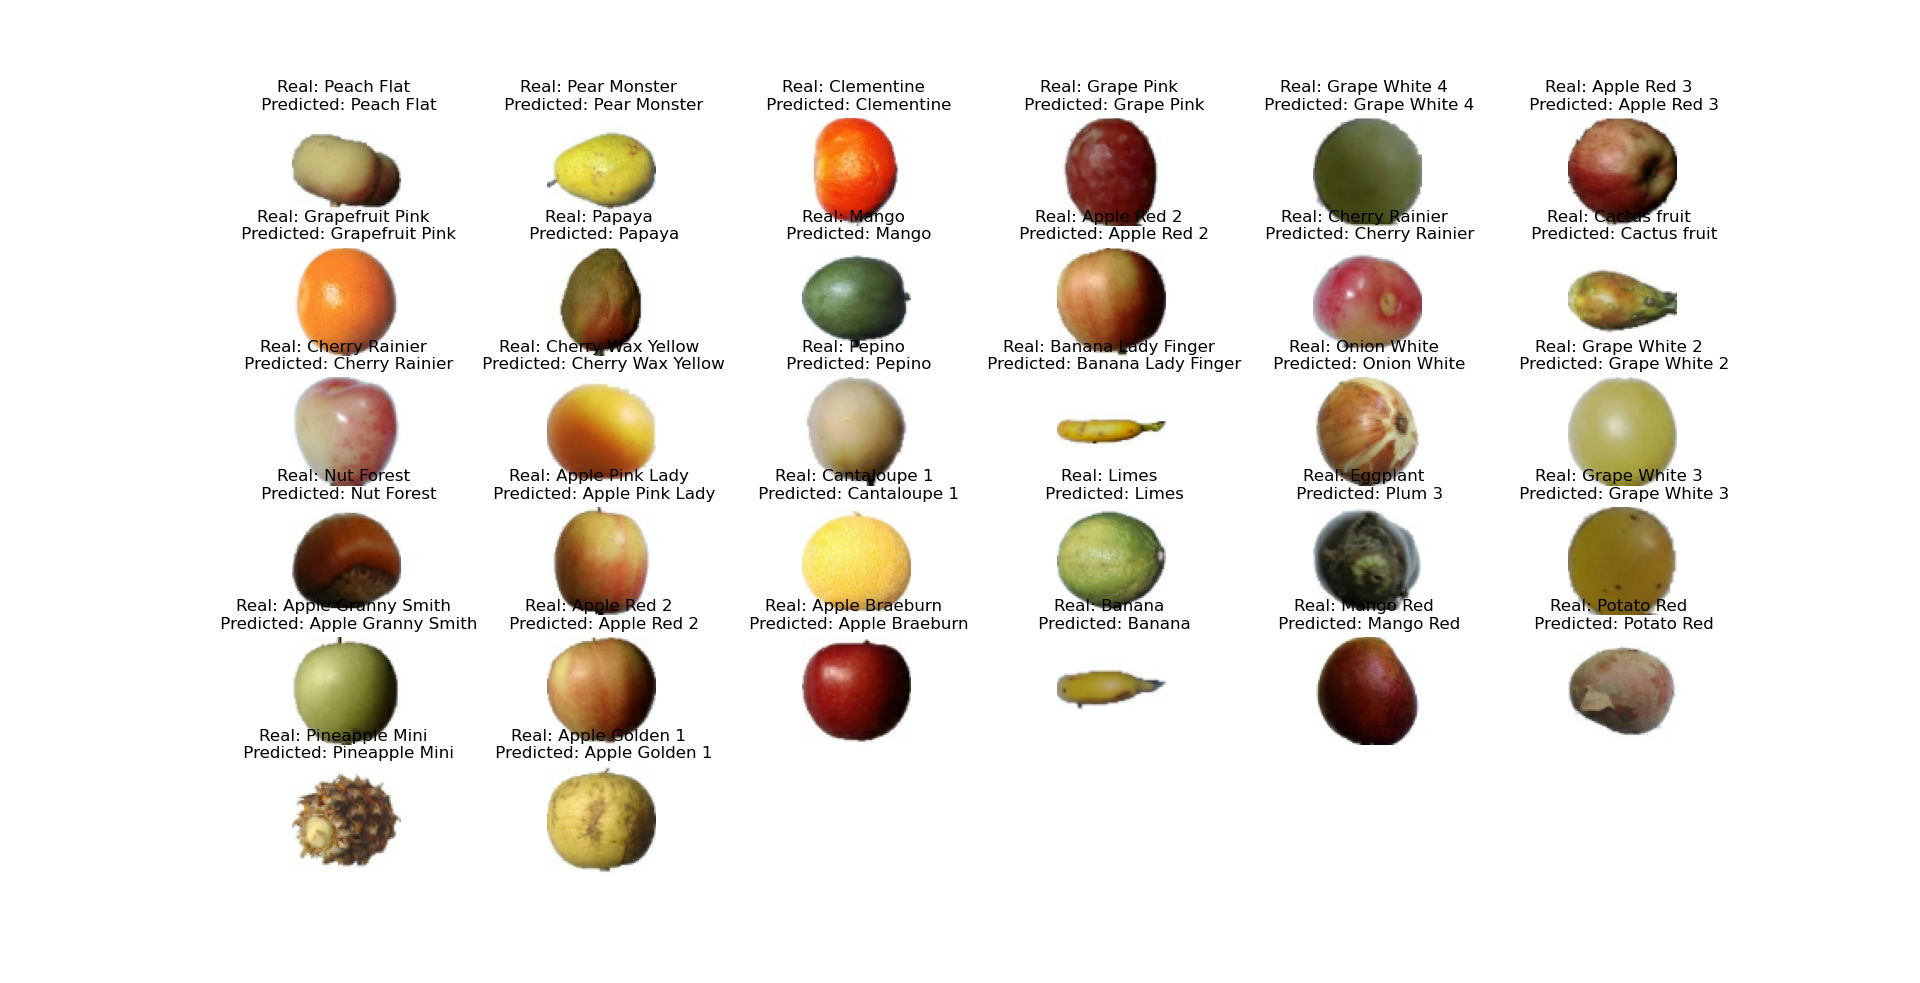 Real: Peach Flat
Predicted: Peach Flat
Real: Pear Monster
Predicted: Pear Monster
Real: Clementine
Predicted: Clementine
Real: Grape Pink
Predicted: Grape Pink
Real: Grape White 4
Predicted: Grape White 4
Real: Apple Red 3
Predicted: Apple Red 3
Real: Grapefruit Pink
Predicted: Grapefruit Pink
Real: Papaya
Predicted: Papaya
Real: Mango
Predicted: Mango
Real: Apple Red 2
Predicted: Apple Red 2
Real: Cherry Rainier
Predicted: Cherry Rainier
Real: Cactus fruit
Predicted: Cactus fruit
Real: Cherry Rainier
Predicted: Cherry Rainier
Real: Cherry Wax Yellow
Predicted: Cherry Wax Yellow
Real: Pepino
Predicted: Pepino
Real: Banana Lady Finger
Predicted: Banana Lady Finger
Real: Onion White
Predicted: Onion White
Real: Grape White 2
Predicted: Grape White 2
Real: Nut Forest
Predicted: Nut Forest
Real: Apple Pink Lady
Predicted: Apple Pink Lady
Real: Cantaloupe 1
Predicted: Cantaloupe 1
Real: Limes
Predicted: Limes
Real: Eggplant
Predicted: Plum 3
Real: Grape White 3
Predicted: Grape White 3
Real: Apple Granny Smith
Predicted: Apple Granny Smith
Real: Apple Red 2
Predicted: Apple Red 2
Real: Apple Braeburn
Predicted: Apple Braeburn
Real: Banana
Predicted: Banana
Real: Mango Red
Predicted: Mango Red
Real: Potato Red
Predicted: Potato Red
Real: Pineapple Mini
Predicted: Pineapple Mini
Real: Apple Golden 1
Predicted: Apple Golden 1